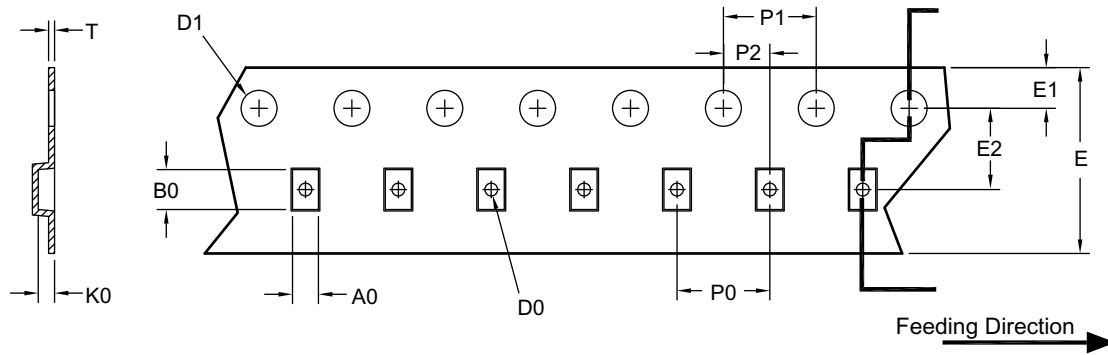 T
D1
P1
P2
E1
E2
E
B0
K0
A0
D0
P0
Feeding Direction